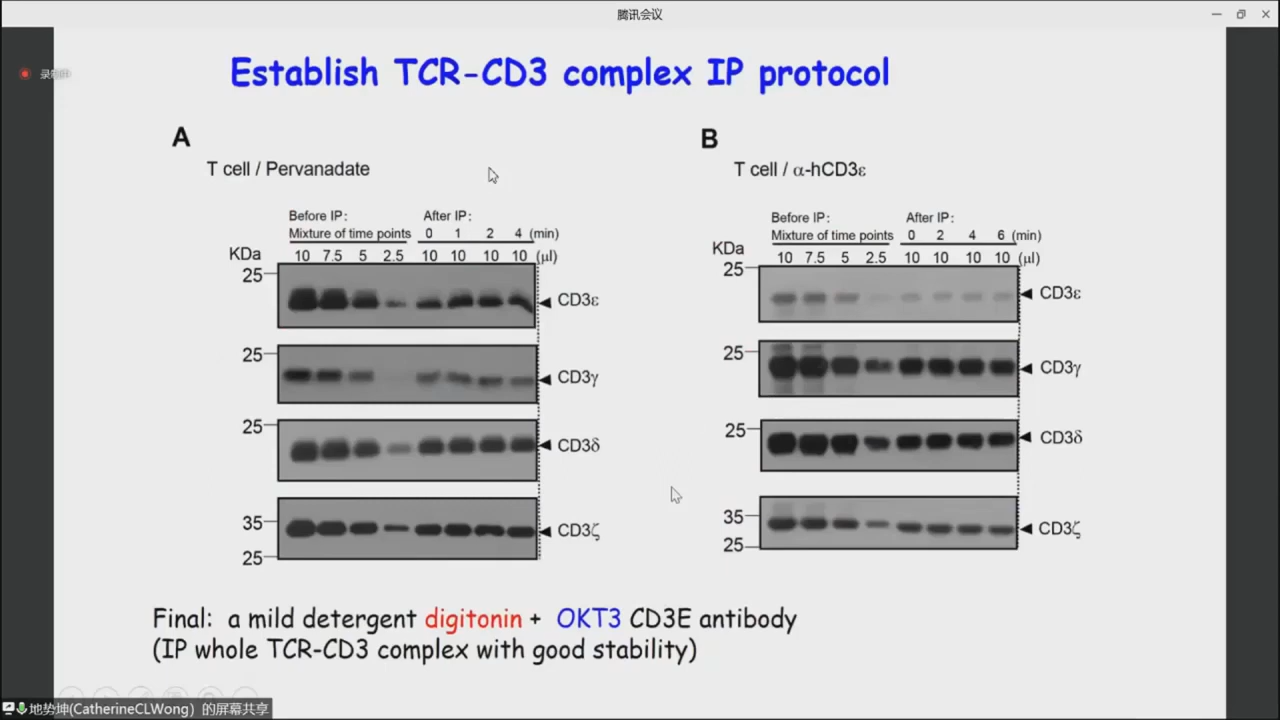 腾讯会议
录制中
Establish TCR-CD3 complex IP protocol
A
T cell / Pervanadate
Before IP:
After IP:
Mixture of time points
0 1 2 4 (min)
KDa
10 7.5 5 2.5 10 10 10 10 (μl)
25
CD3ε
25
CD3γ
25
CD3δ
35
CD3ζ
25
B
T cell / α-hCD3ε
Before IP:
After IP:
Mixture of time points
0 2 4 6 (min)
KDa
10 7.5 5 2.5 10 10 10 10 (μl)
25
CD3ε
25
CD3γ
25
CD3δ
35
CD3ζ
25
Final: a mild detergent digitonin + OKT3 CD3E antibody
(IP whole TCR-CD3 complex with good stability)
地势坤(CatherineCLWong）的屏幕共享